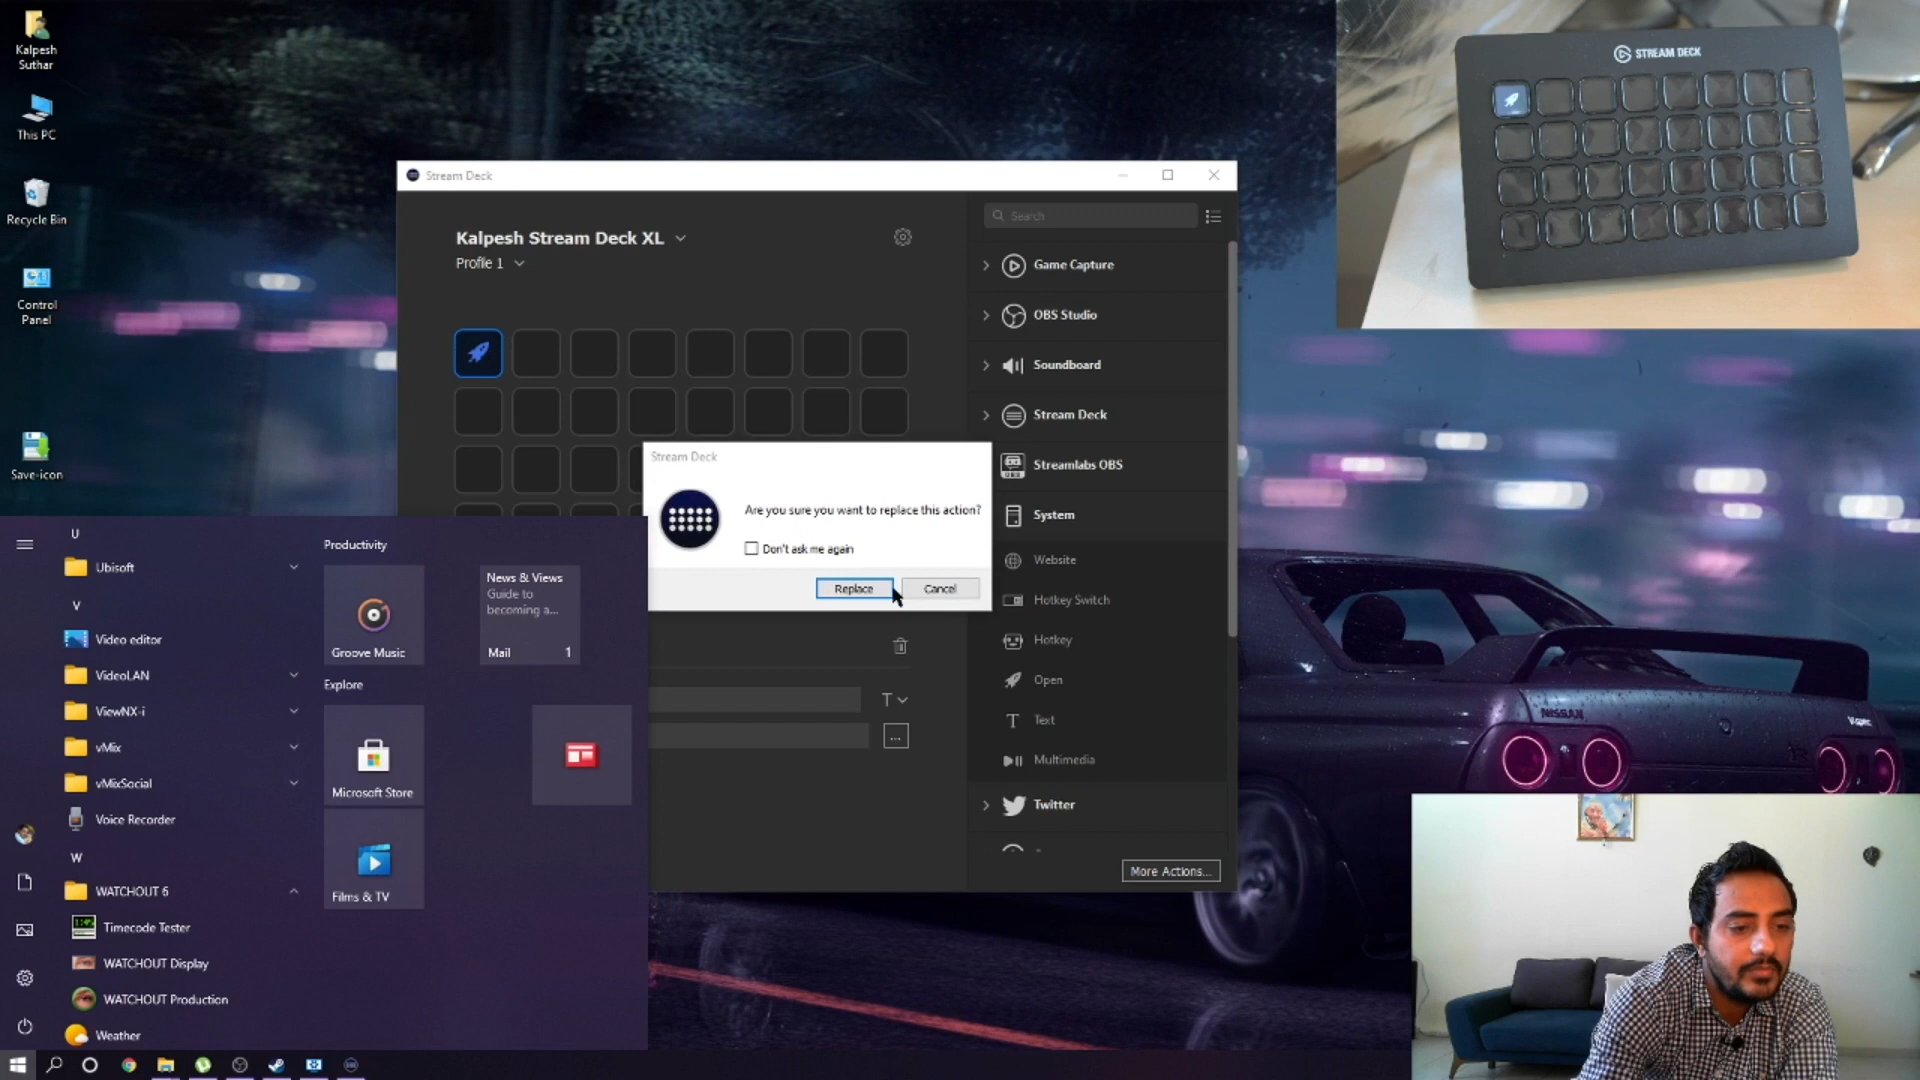 Kalpesh
Suthar
This PC
Recycle Bin
Control
Panel
Save-icon
STREAM DECK
Stream Deck
Kalpesh Stream Deck XL
Profile 1
Search
Game Capture
OBS Studio
Soundboard
Stream Deck
Streamlabs OBS
System
Website
Hotkey Switch
Hotkey
Open
Text
Multimedia
Twitter
More Actions...
Stream Deck
Are you sure you want to replace this action?
Don't ask me again
Replace
Cancel
T
...
U
Ubisoft
V
Video editor
VideoLAN
ViewNX-i
vMix
vMixSocial
Voice Recorder
W
WATCHOUT 6
Timecode Tester
WATCHOUT Display
WATCHOUT Production
Weather
Productivity
Groove Music
News & Views
Guide to
becoming a...
Mail 1
Explore
Microsoft Store
Films & TV
NISSAN